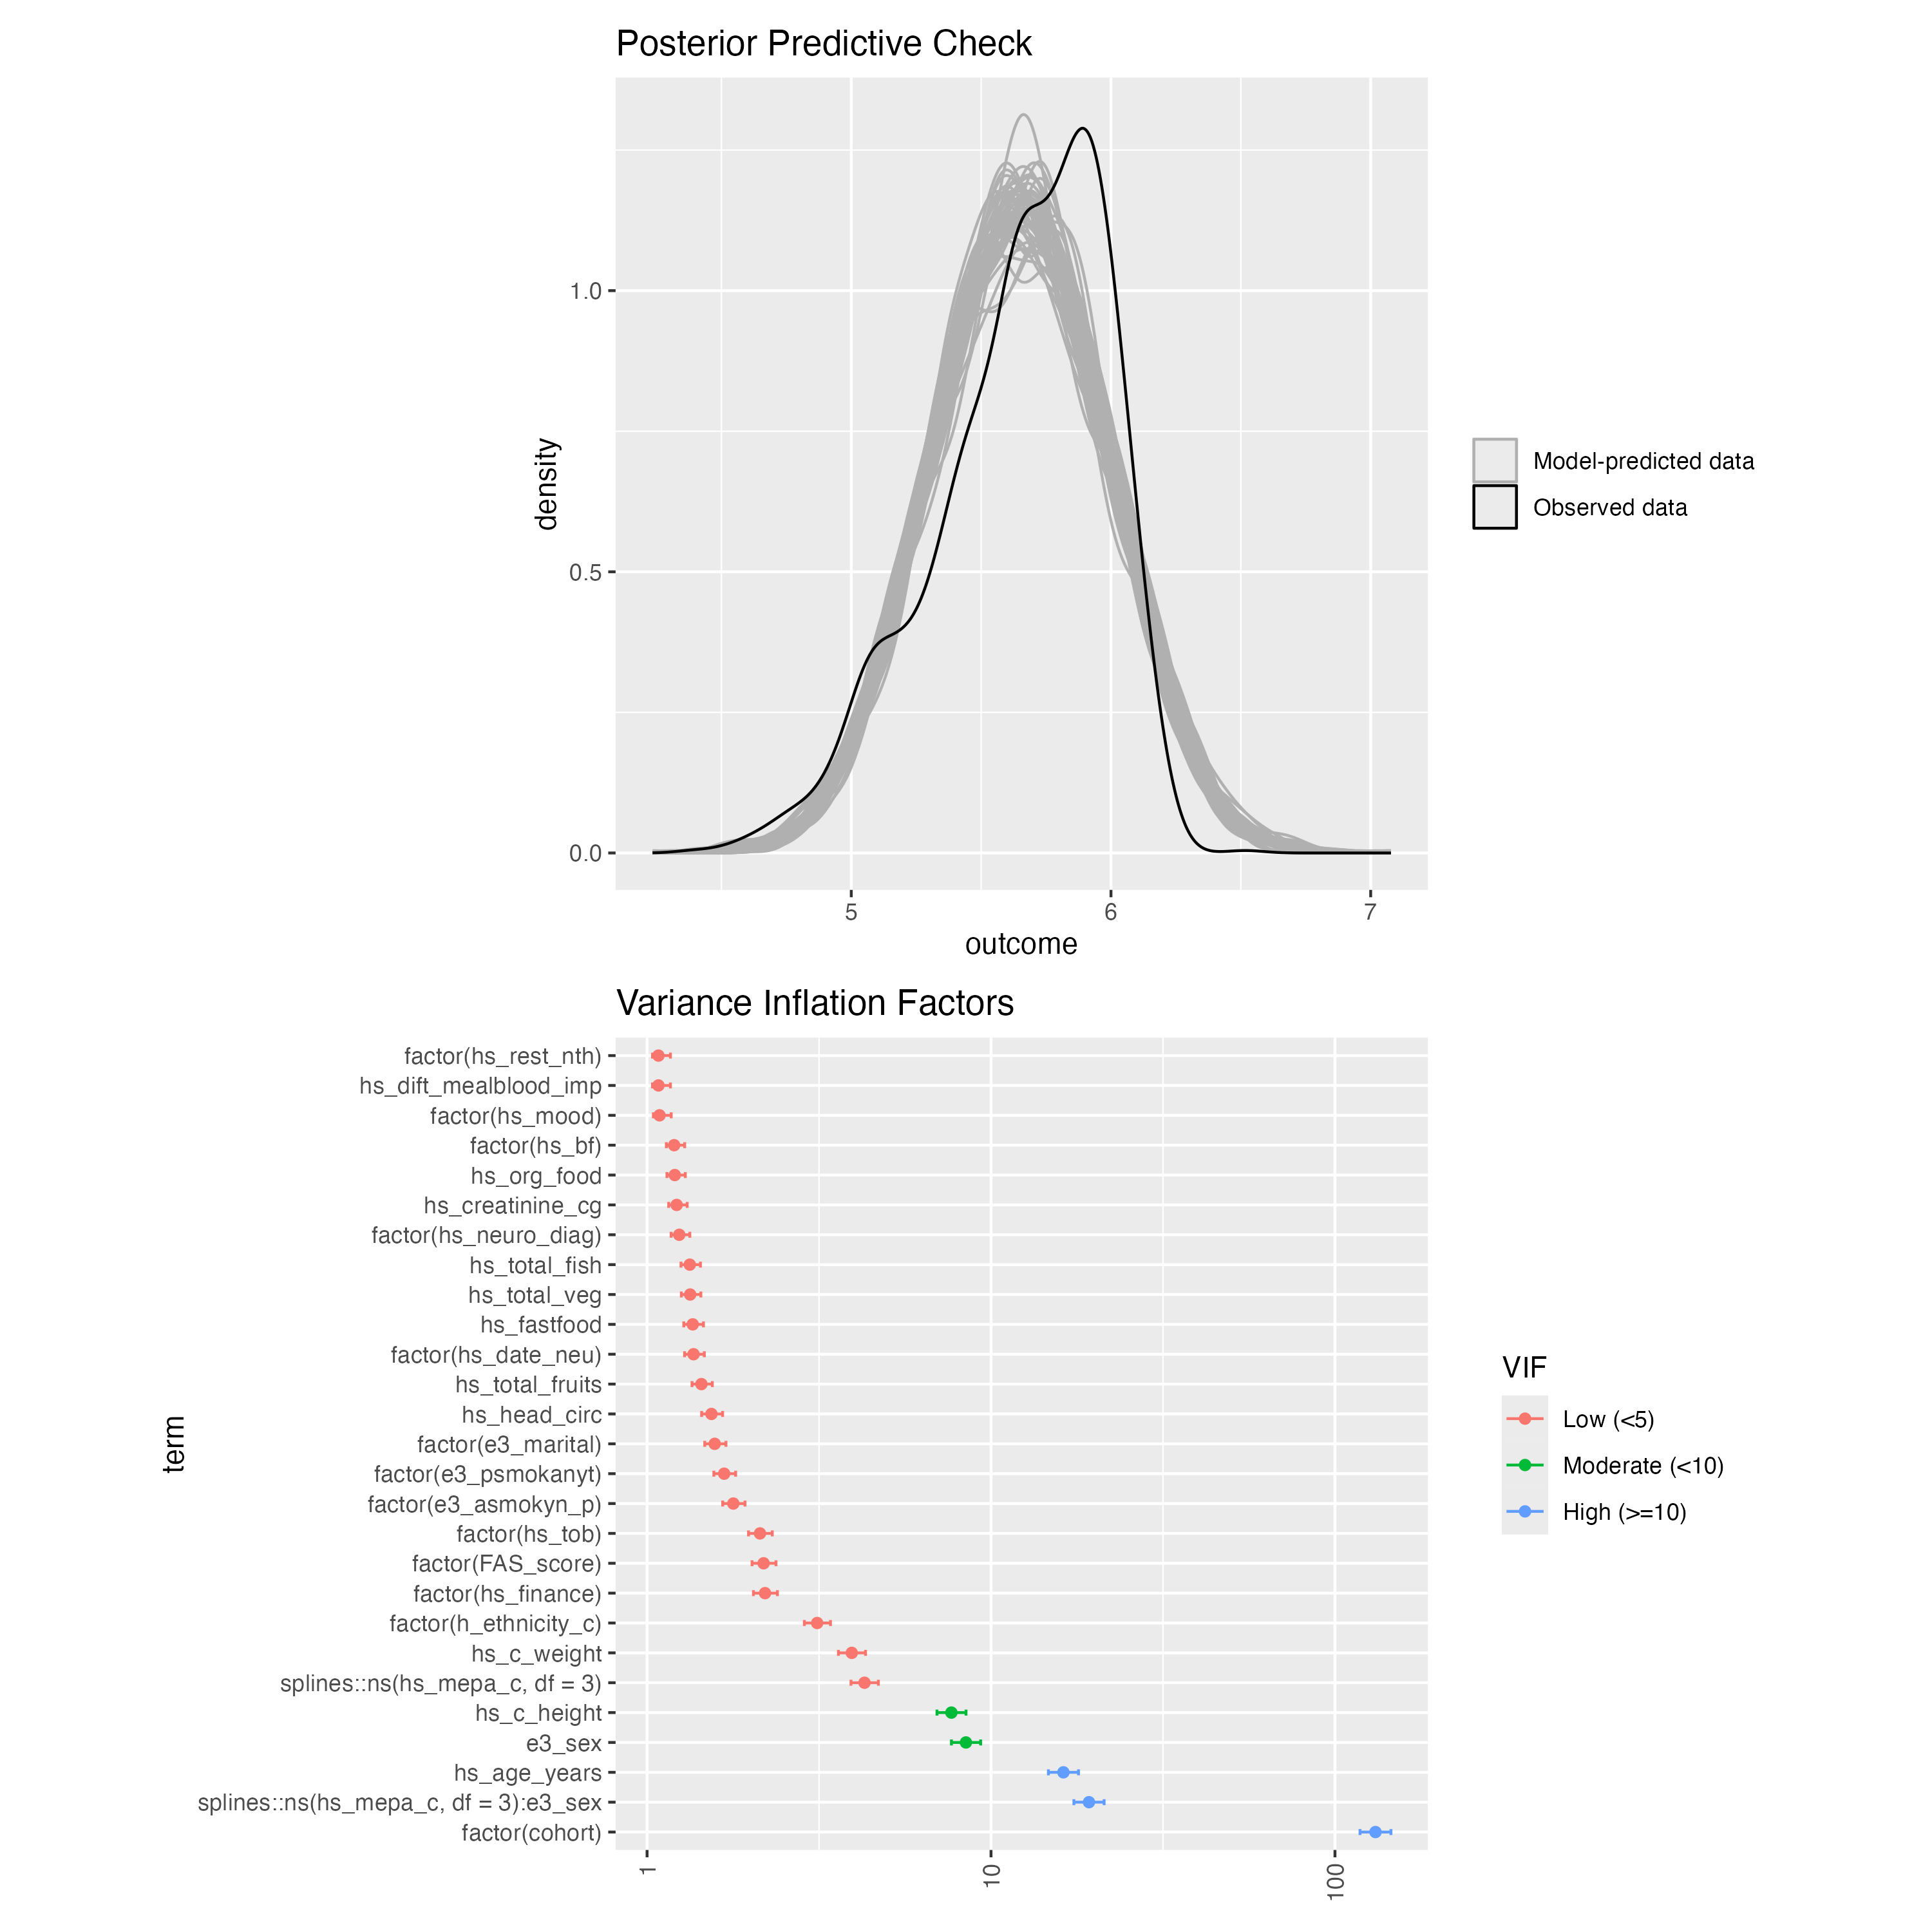 Posterior Predictive Check
density
1.0
0.5
0.0
5 6 7
outcome
Model-predicted data
Observed data
Variance Inflation Factors
term
factor(hs_rest_nth)
hs_dift_mealblood_imp
factor(hs_mood)
factor(hs_bf)
hs_org_food
hs_creatinine_cg
factor(hs_neuro_diag)
hs_total_fish
hs_total_veg
hs_fastfood
factor(hs_date_neu)
hs_total_fruits
hs_head_circ
factor(e3_marital)
factor(e3_psmokanyt)
factor(e3_asmokyn_p)
factor(hs_tob)
factor(FAS_score)
factor(hs_finance)
factor(h_ethnicity_c)
hs_c_weight
splines::ns(hs_mepa_c, df = 3)
hs_c_height
e3_sex
hs_age_years
splines::ns(hs_mepa_c, df = 3):e3_sex
factor(cohort)
1 10 100
VIF
Low (<5)
Moderate (<10)
High (>=10)